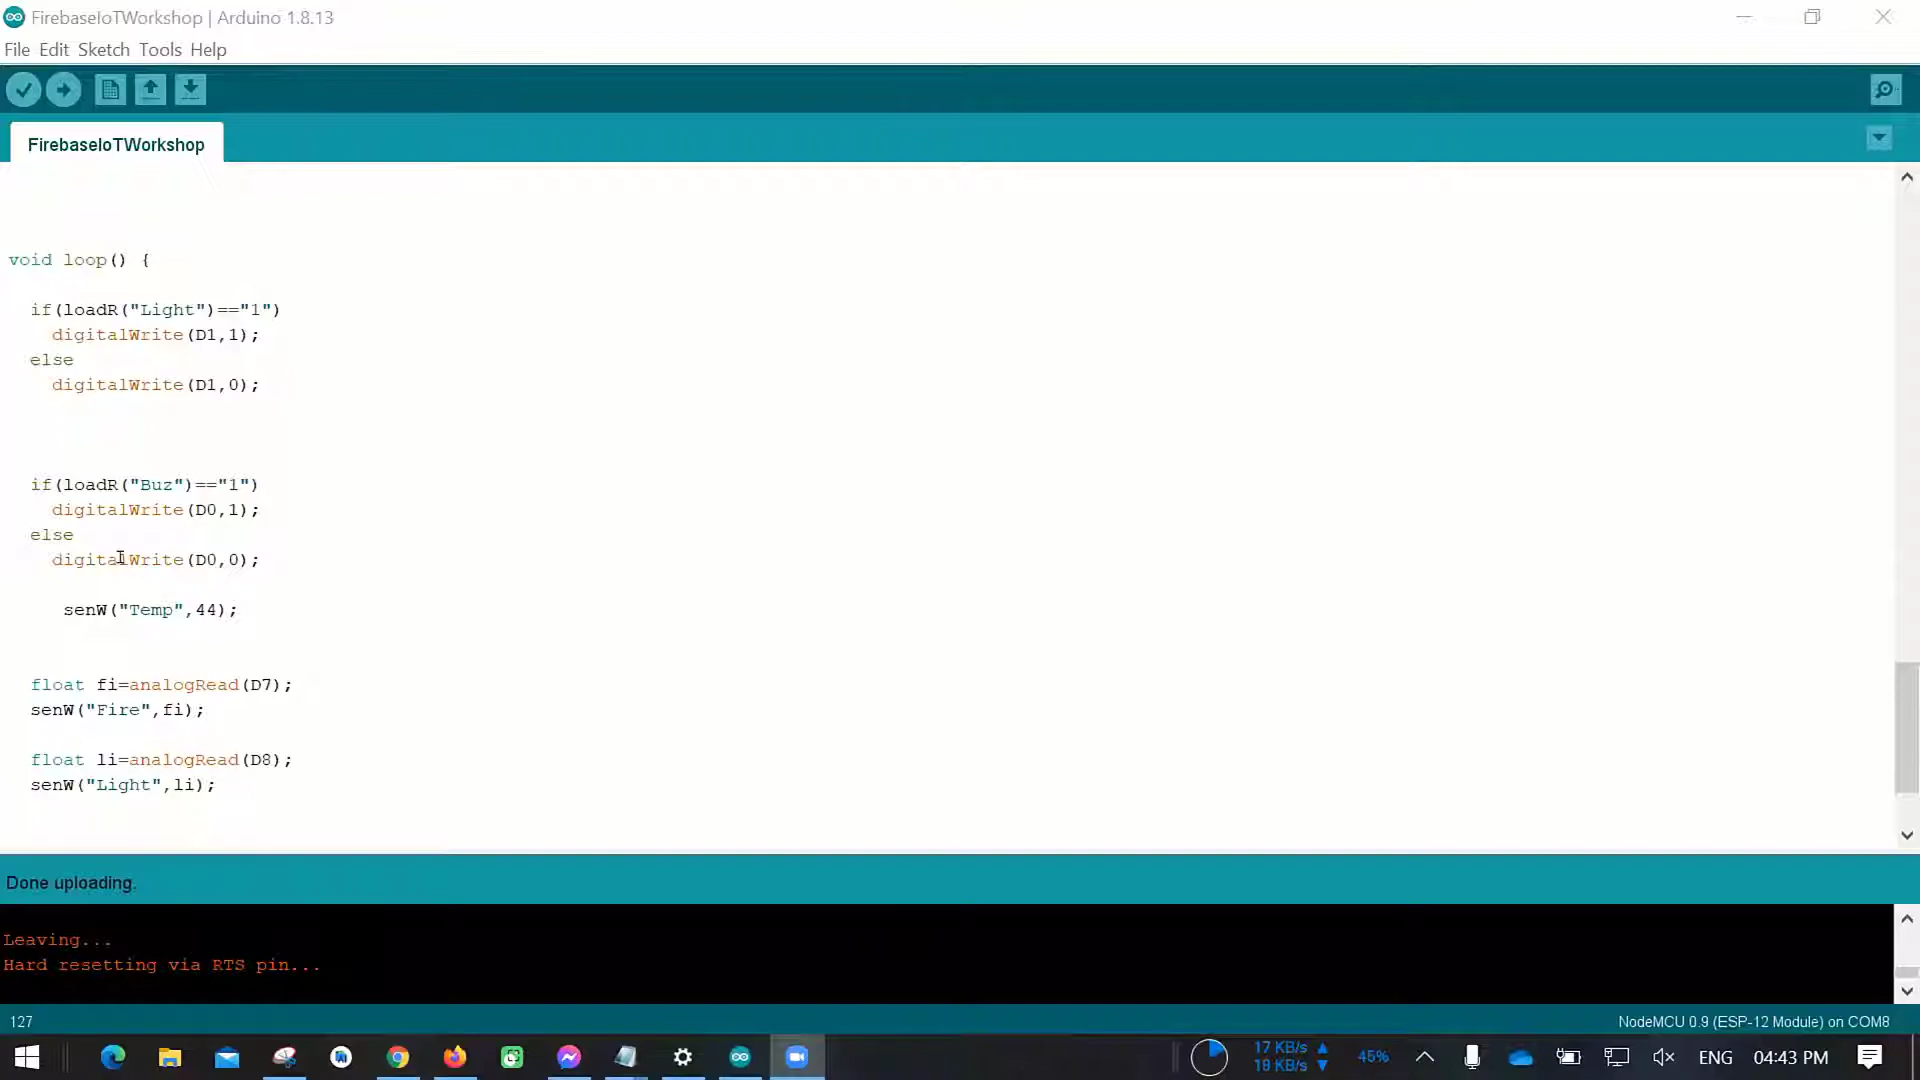 FirebaseIoTWorkshop | Arduino 1.8.13
File Edit Sketch Tools Help
FirebaseIoTWorkshop
void loop() {
if(loadR("Light")=="1")
digitalWrite(D1,1);
else
digitalWrite(D1,0);
if(loadR("Buz")=="1")
digitalWrite(D0,1);
else
digitalWrite(D0,0);
senW("Temp",44);
float fi=analogRead(D7);
senW("Fire",fi);
float li=analogRead(D8);
senW("Light",li);
Done uploading.
Leaving...
Hard resetting via RTS pin...
127
NodeMCU 0.9 (ESP-12 Module) on COM8
17 KB/s
19 KB/s
45%
ENG
04:43 PM